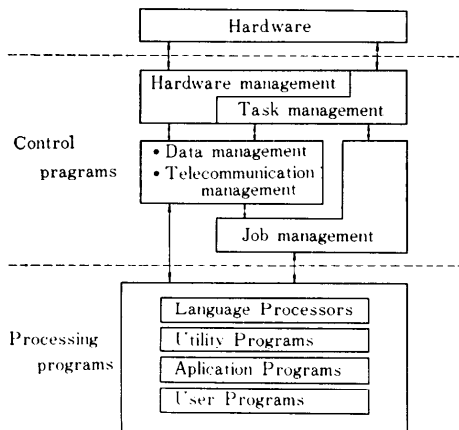 Hardware
Hardware management
Task management
Control
pragrams
• Data management
• Telecommunication
management
Job management
Processing
programs
Language Processors
Utility Programs
Aplication Programs
User Programs